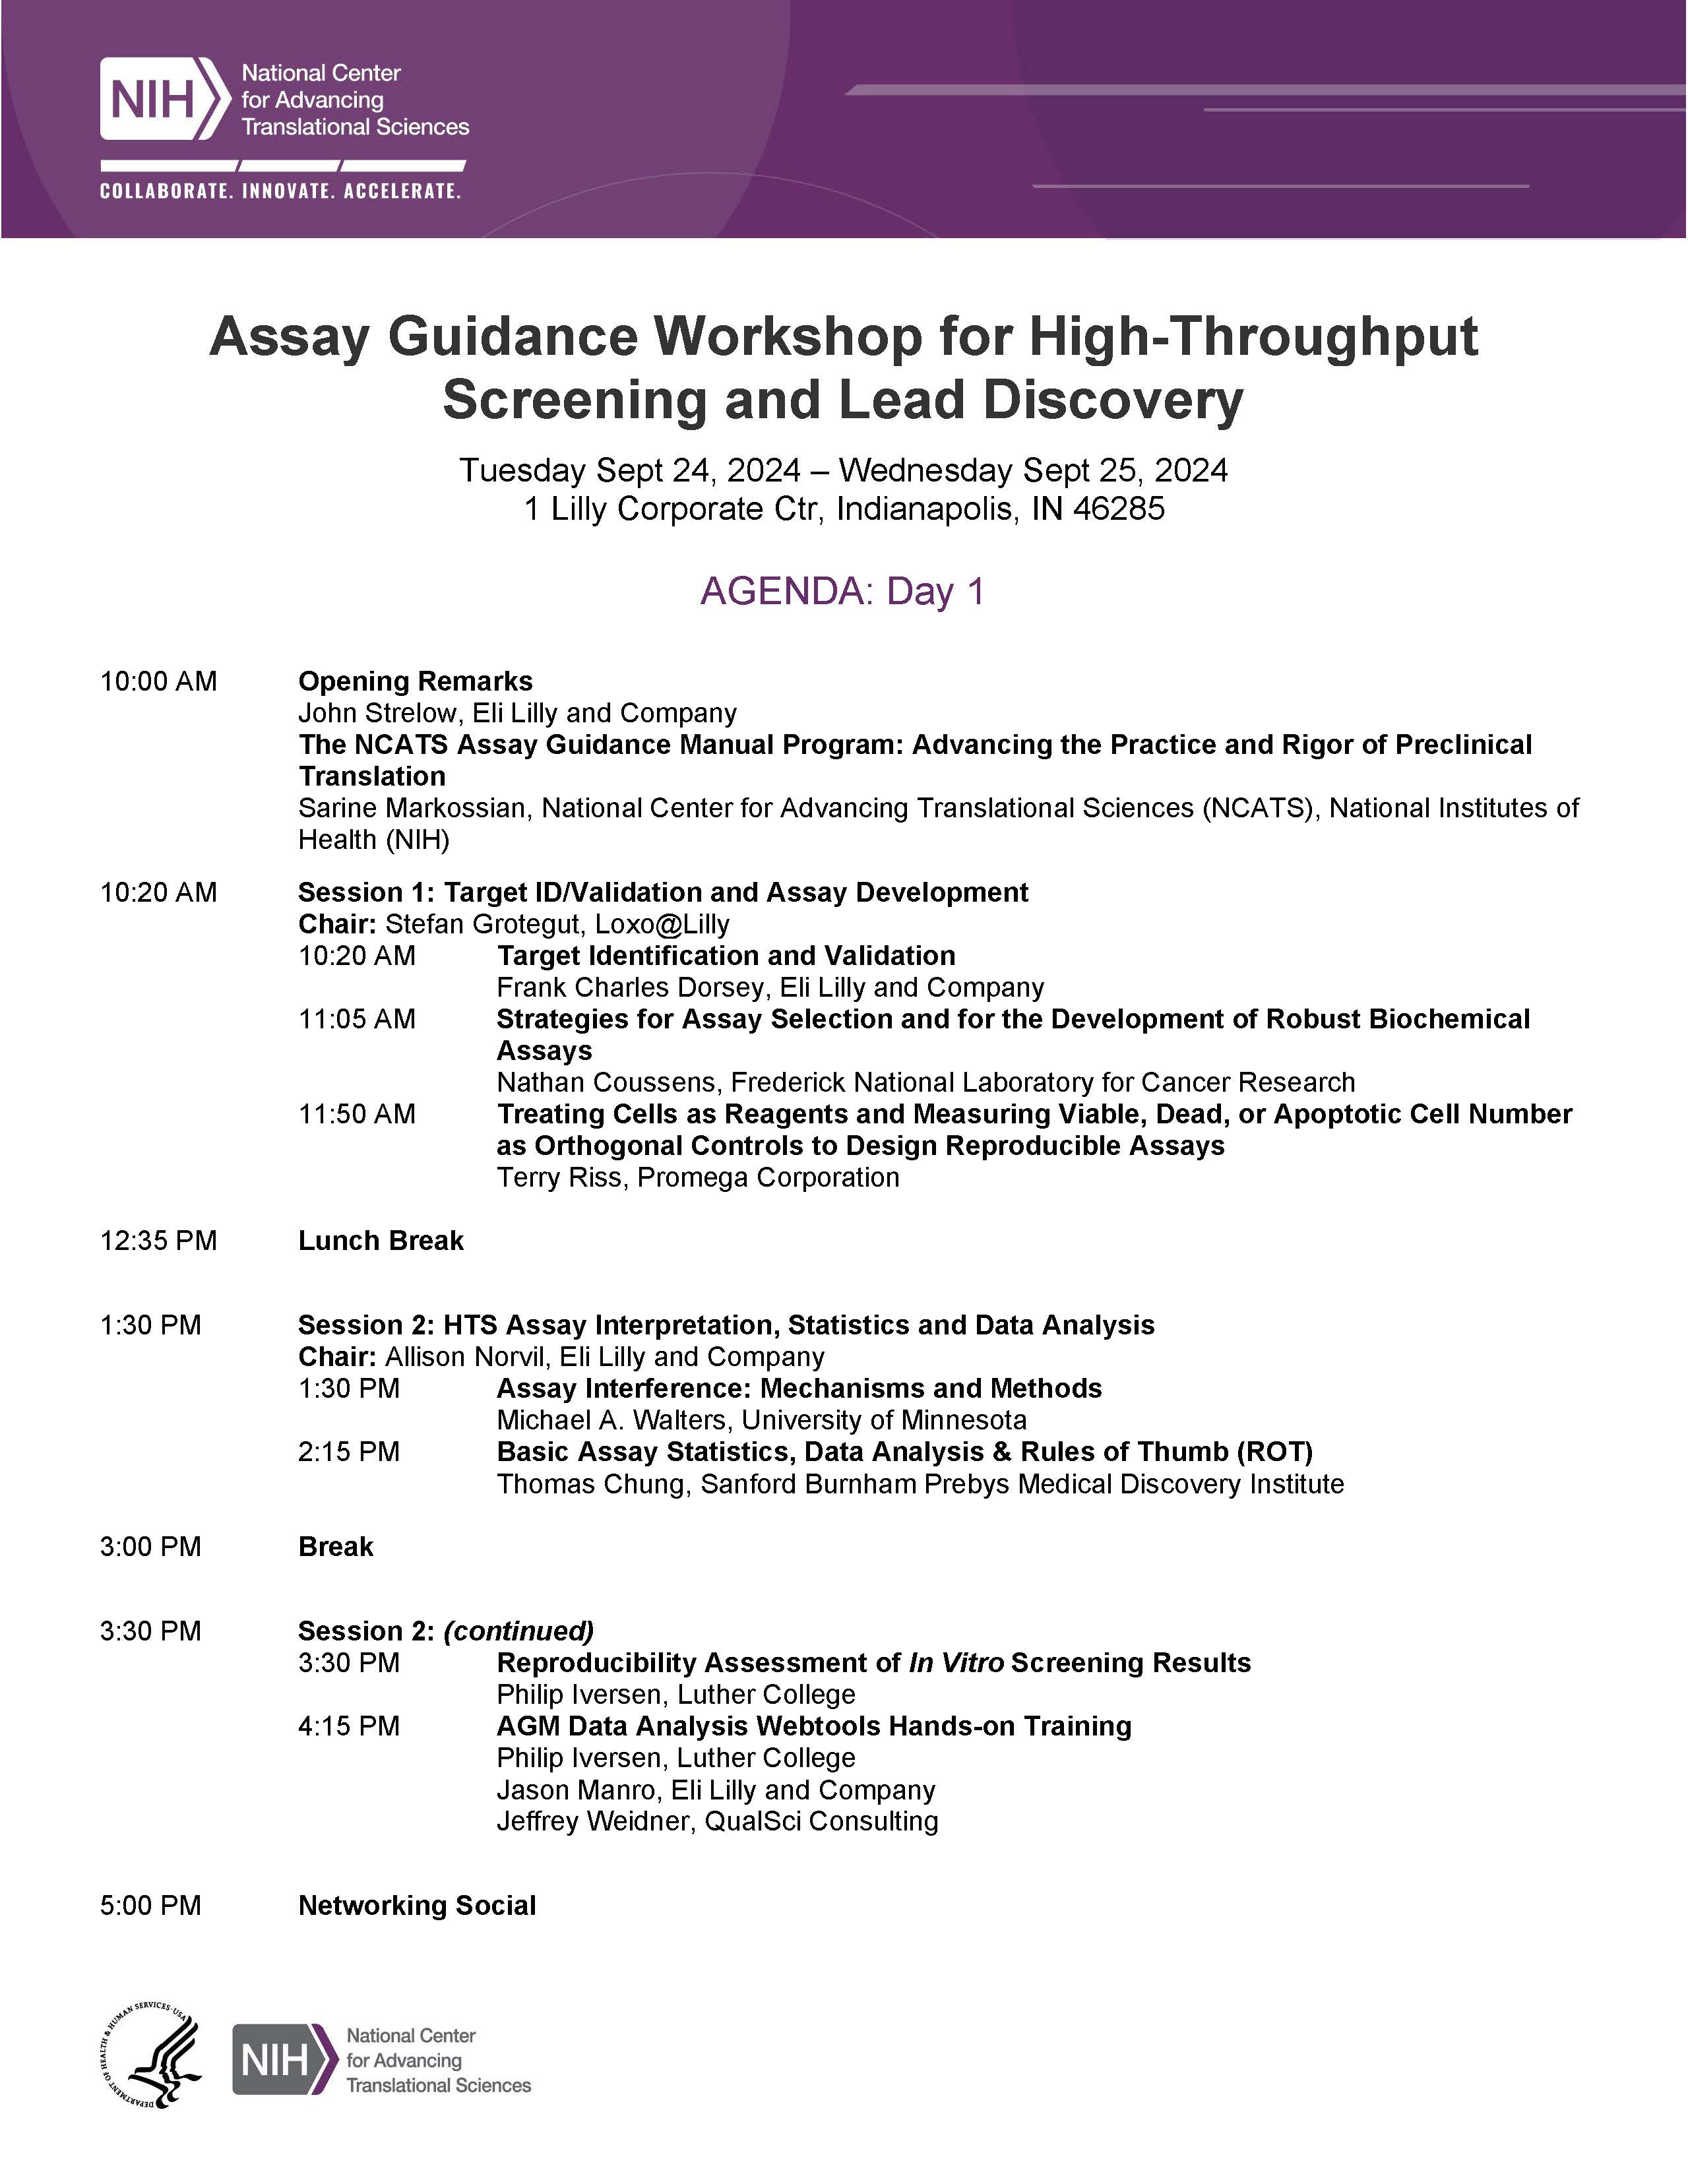 NIH
National Center
for Advancing
Translational Sciences
COLLABORATE. INNOVATE. ACCELERATE.
Assay Guidance Workshop for High-Throughput
Screening and Lead Discovery
Tuesday Sept 24, 2024 – Wednesday Sept 25, 2024
1 Lilly Corporate Ctr, Indianapolis, IN 46285
AGENDA: Day 1
10:00 AM Opening Remarks
John Strelow, Eli Lilly and Company
The NCATS Assay Guidance Manual Program: Advancing the Practice and Rigor of Preclinical
Translation
Sarine Markossian, National Center for Advancing Translational Sciences (NCATS), National Institutes of
Health (NIH)
10:20 AM Session 1: Target ID/Validation and Assay Development
Chair: Stefan Grotegut, Loxo@Lilly
10:20 AM Target Identification and Validation
Frank Charles Dorsey, Eli Lilly and Company
11:05 AM Strategies for Assay Selection and for the Development of Robust Biochemical
Assays
Nathan Coussens, Frederick National Laboratory for Cancer Research
11:50 AM Treating Cells as Reagents and Measuring Viable, Dead, or Apoptotic Cell Number
as Orthogonal Controls to Design Reproducible Assays
Terry Riss, Promega Corporation
12:35 PM Lunch Break
1:30 PM Session 2: HTS Assay Interpretation, Statistics and Data Analysis
Chair: Allison Norvil, Eli Lilly and Company
1:30 PM Assay Interference: Mechanisms and Methods
Michael A. Walters, University of Minnesota
2:15 PM Basic Assay Statistics, Data Analysis & Rules of Thumb (ROT)
Thomas Chung, Sanford Burnham Prebys Medical Discovery Institute
3:00 PM Break
3:30 PM Session 2: (continued)
3:30 PM Reproducibility Assessment of In Vitro Screening Results
Philip Iversen, Luther College
4:15 PM AGM Data Analysis Webtools Hands-on Training
Philip Iversen, Luther College
Jason Manro, Eli Lilly and Company
Jeffrey Weidner, QualSci Consulting
5:00 PM Networking Social
DEPARTMENT OF HEALTH & HUMAN SERVICES·USA
NIH
National Center
for Advancing
Translational Sciences